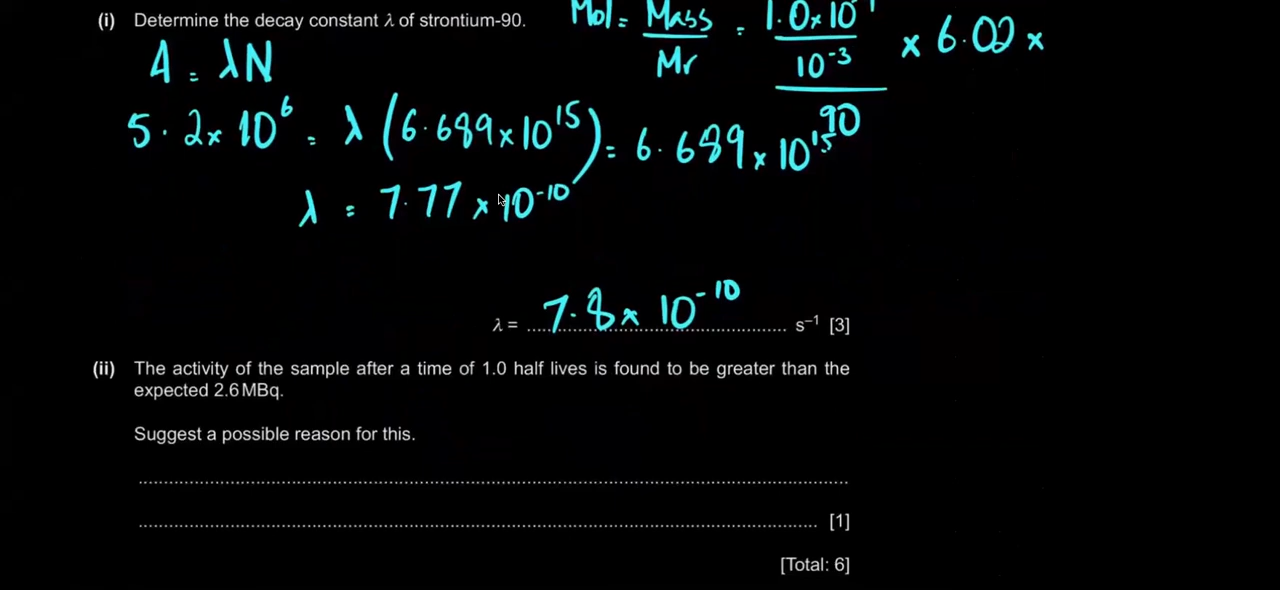 (i) Determine the decay constant λ of strontium-90.
Mol = Mass / Mr = 1.0 × 10 / 10⁻³ / 90 × 6.02 ×
A = λN
5.2 × 10⁶ = λ (6.689 × 10¹⁵) = 6.689 × 10¹⁵
λ = 7.77 × 10⁻¹⁰
λ = 7.8 × 10⁻¹⁰ s⁻¹ [3]
(ii) The activity of the sample after a time of 1.0 half lives is found to be greater than the
expected 2.6 MBq.
Suggest a possible reason for this.
[1]
[Total: 6]